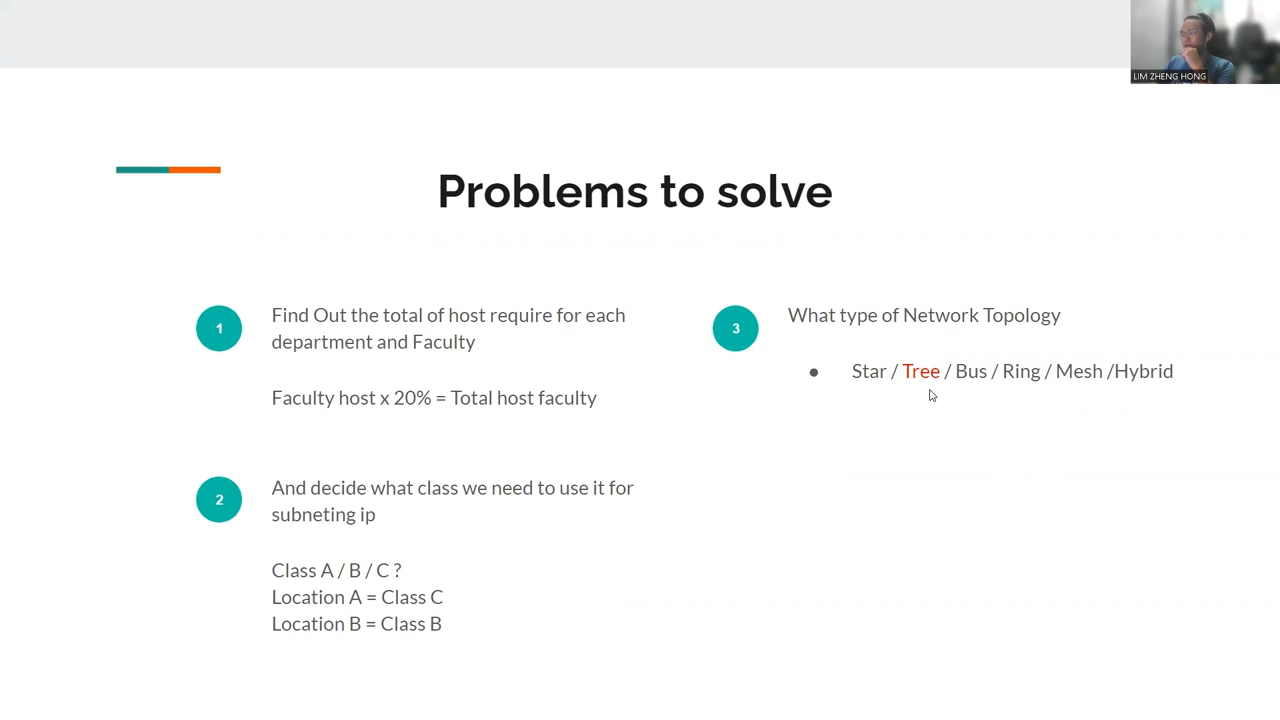 LIM ZHENG HONG
Problems to solve
1
Find Out the total of host require for each
department and Faculty
Faculty host x 20% = Total host faculty
2
And decide what class we need to use it for
subneting ip
Class A / B / C ?
Location A = Class C
Location B = Class B
3
What type of Network Topology
● Star / Tree / Bus / Ring / Mesh /Hybrid